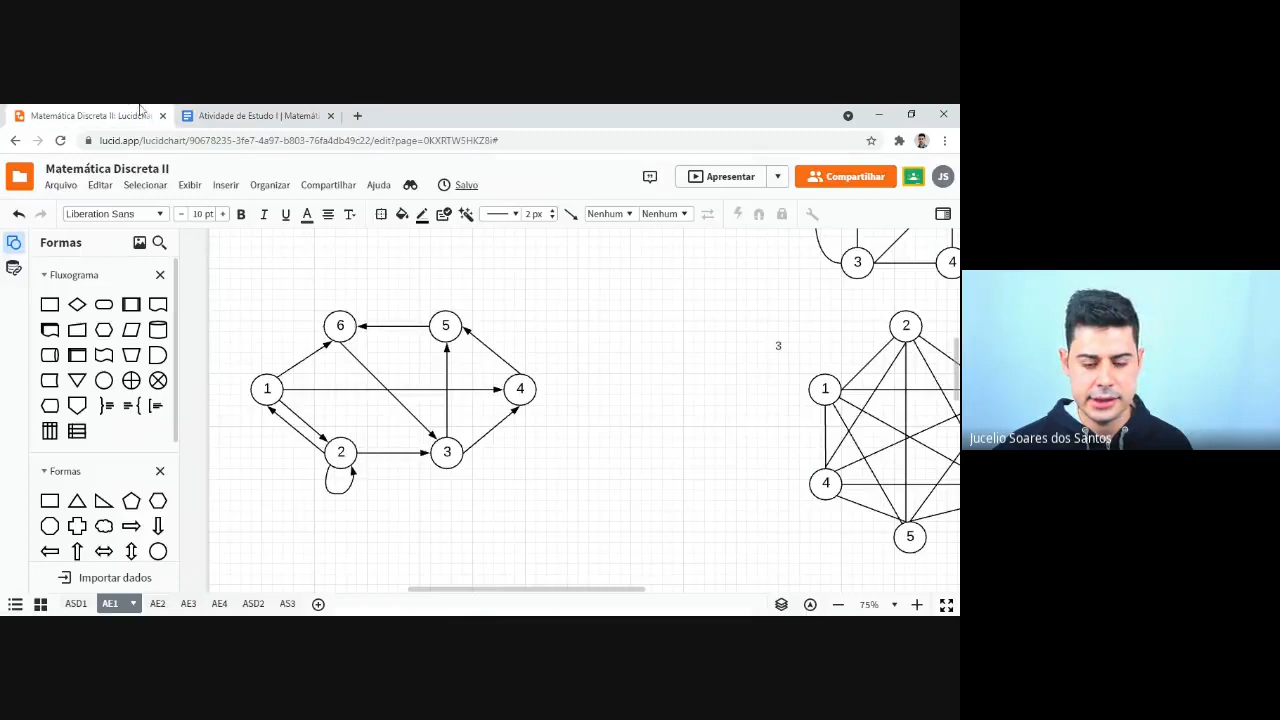 Matemática Discreta II: Lucidcha
Atividade de Estudo I | Matemáti
lucid.app/lucidchart/90678235-3fe7-4a97-b803-76fa4db49c22/edit?page=0KXRTW5HKZ8i#
Matemática Discreta II
Arquivo Editar Selecionar Exibir Inserir Organizar Compartilhar Ajuda Salvo
Apresentar
Compartilhar
JS
Liberation Sans
10 pt
B I U A T
2 px
Nenhum
Nenhum
Formas
Fluxograma
Formas
Importar dados
3 4
6 5
3
2
1 4
1
2 3
4
5
Jucelio Soares dos Santos
ASD1 AE1 AE2 AE3 AE4 ASD2 AS3
75%